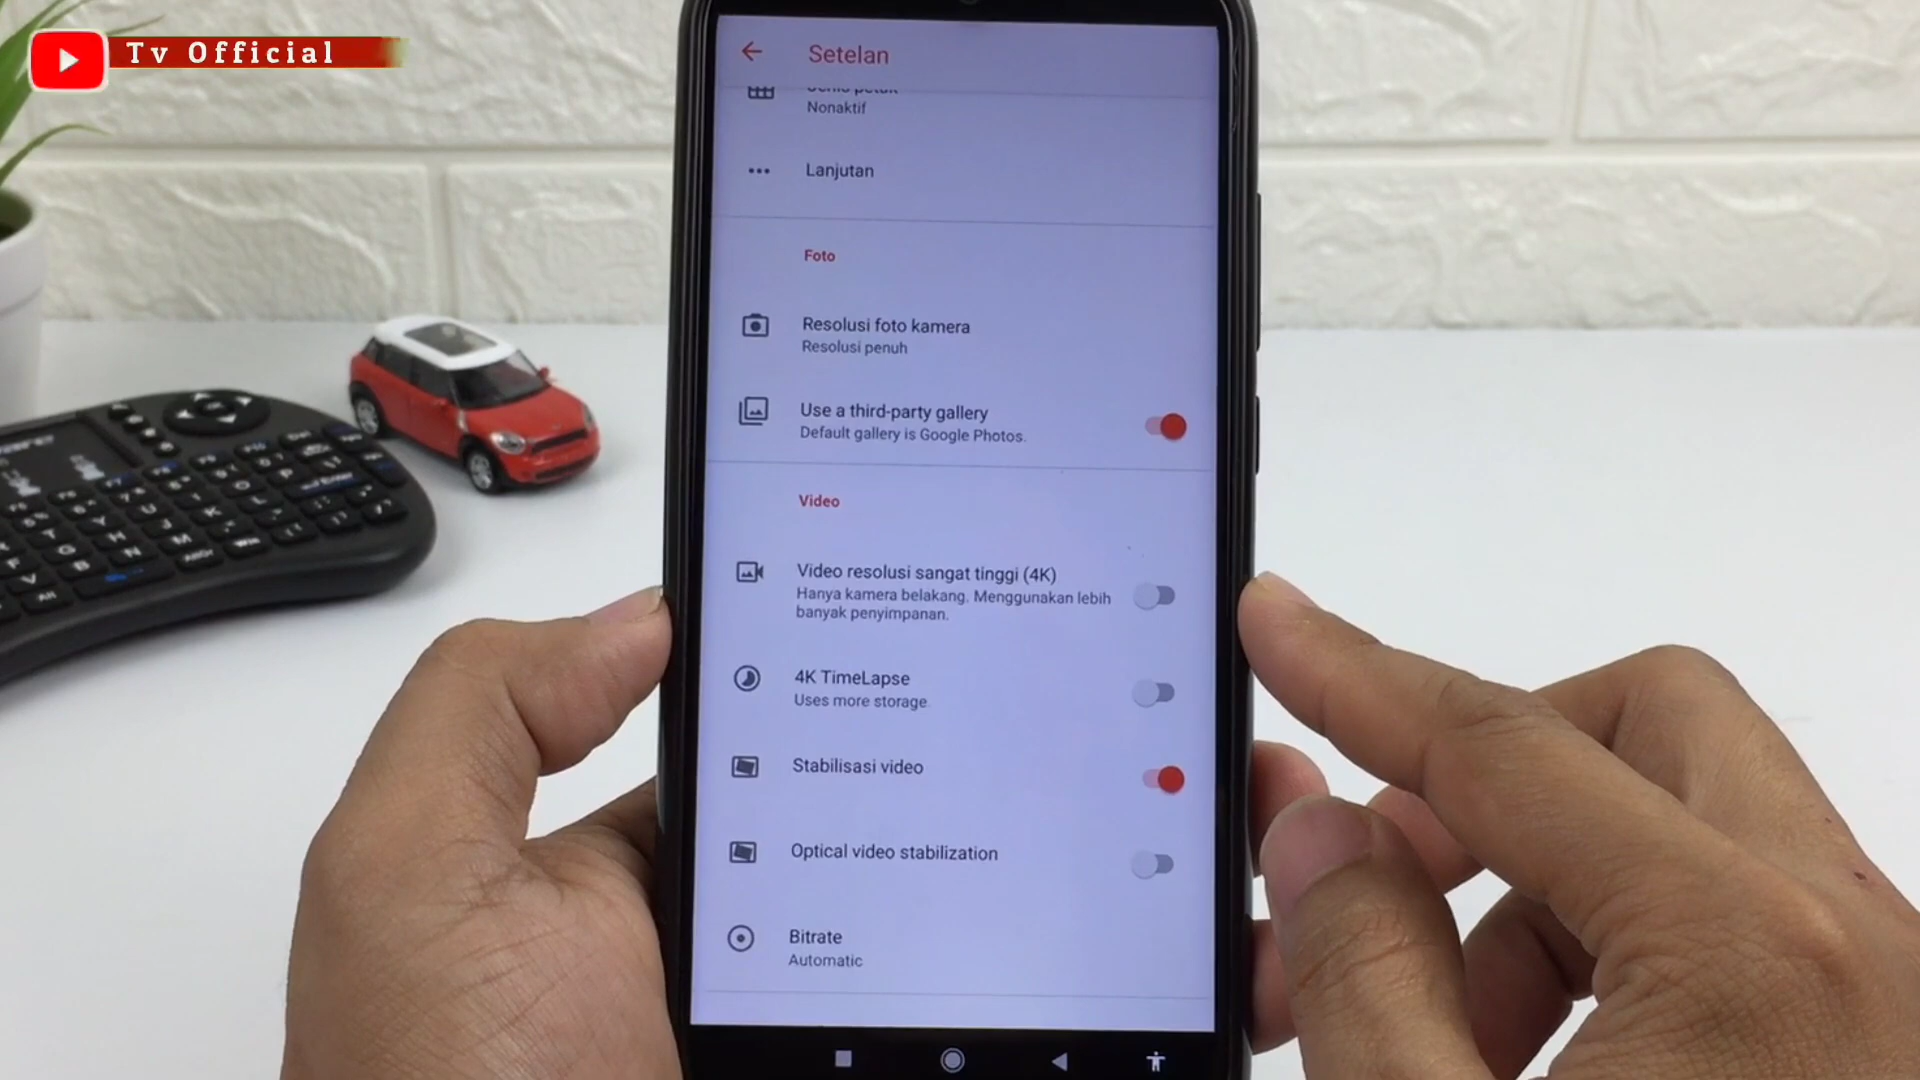 Tv Official
Setelan
Nonaktif
Lanjutan
Foto
Resolusi foto kamera
Resolusi penuh
Use a third-party gallery
Default gallery is Google Photos.
Video
Video resolusi sangat tinggi (4K)
Hanya kamera belakang. Menggunakan lebih
banyak penyimpanan.
4K TimeLapse
Uses more storage.
Stabilisasi video
Optical video stabilization
Bitrate
Automatic